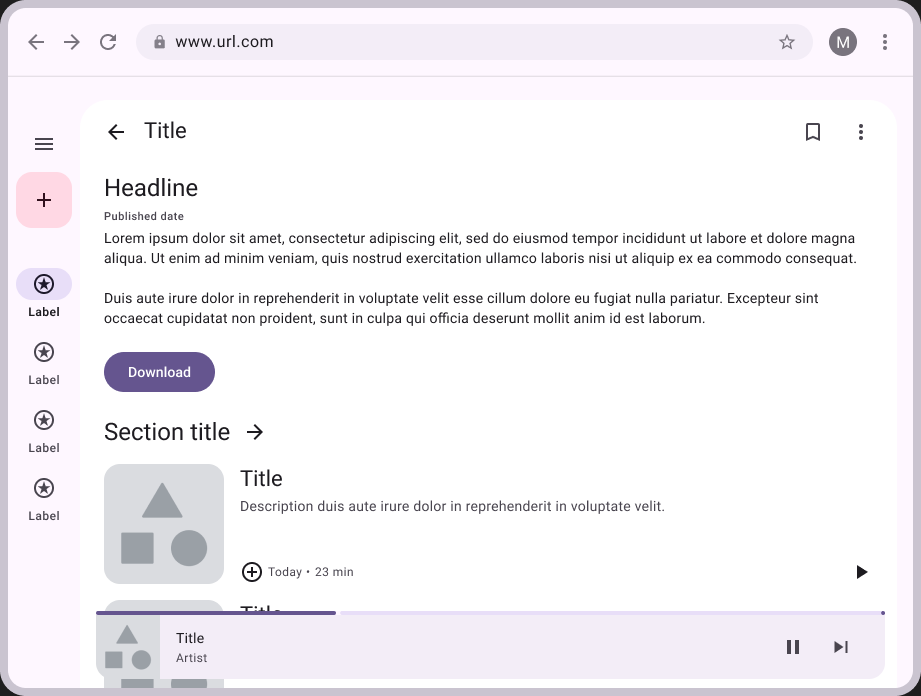 www.url.com
M
Title
Headline
Published date
Lorem ipsum dolor sit amet, consectetur adipiscing elit, sed do eiusmod tempor incididunt ut labore et dolore magna
aliqua. Ut enim ad minim veniam, quis nostrud exercitation ullamco laboris nisi ut aliquip ex ea commodo consequat.
Duis aute irure dolor in reprehenderit in voluptate velit esse cillum dolore eu fugiat nulla pariatur. Excepteur sint
occaecat cupidatat non proident, sunt in culpa qui officia deserunt mollit anim id est laborum.
Label
Label
Label
Label
Download
Section title
Title
Description duis aute irure dolor in reprehenderit in voluptate velit.
Today • 23 min
Title
Title
Artist